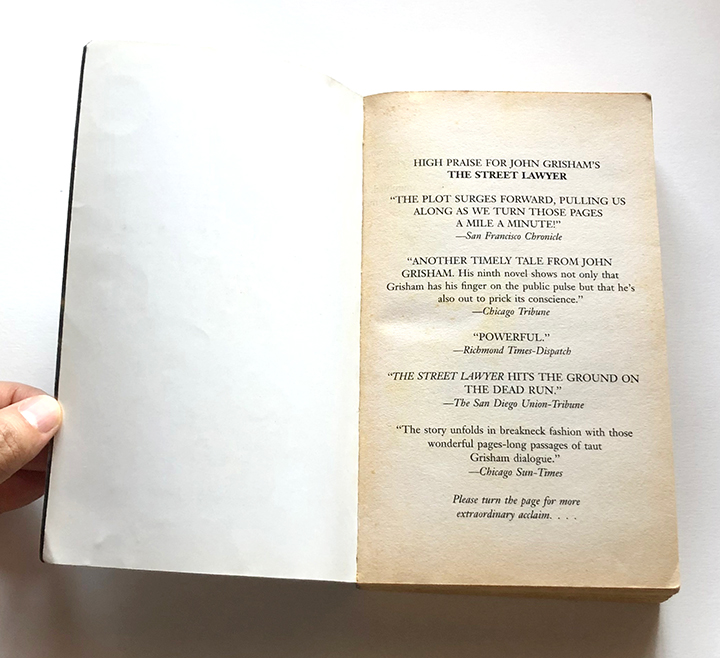 HIGH PRAISE FOR JOHN GRISHAM'S
THE STREET LAWYER
“THE PLOT SURGES FORWARD, PULLING US
ALONG AS WE TURN THOSE PAGES
A MILE A MINUTE!”
—San Francisco Chronicle
“ANOTHER TIMELY TALE FROM JOHN
GRISHAM. His ninth novel shows not only that
Grisham has his finger on the public pulse but that he's
also out to prick its conscience.”
—Chicago Tribune
“POWERFUL.”
—Richmond Times-Dispatch
“THE STREET LAWYER HITS THE GROUND ON
THE DEAD RUN.”
—The San Diego Union-Tribune
“The story unfolds in breakneck fashion with those
wonderful pages-long passages of taut
Grisham dialogue.”
—Chicago Sun-Times
Please turn the page for more
extraordinary acclaim. . . .